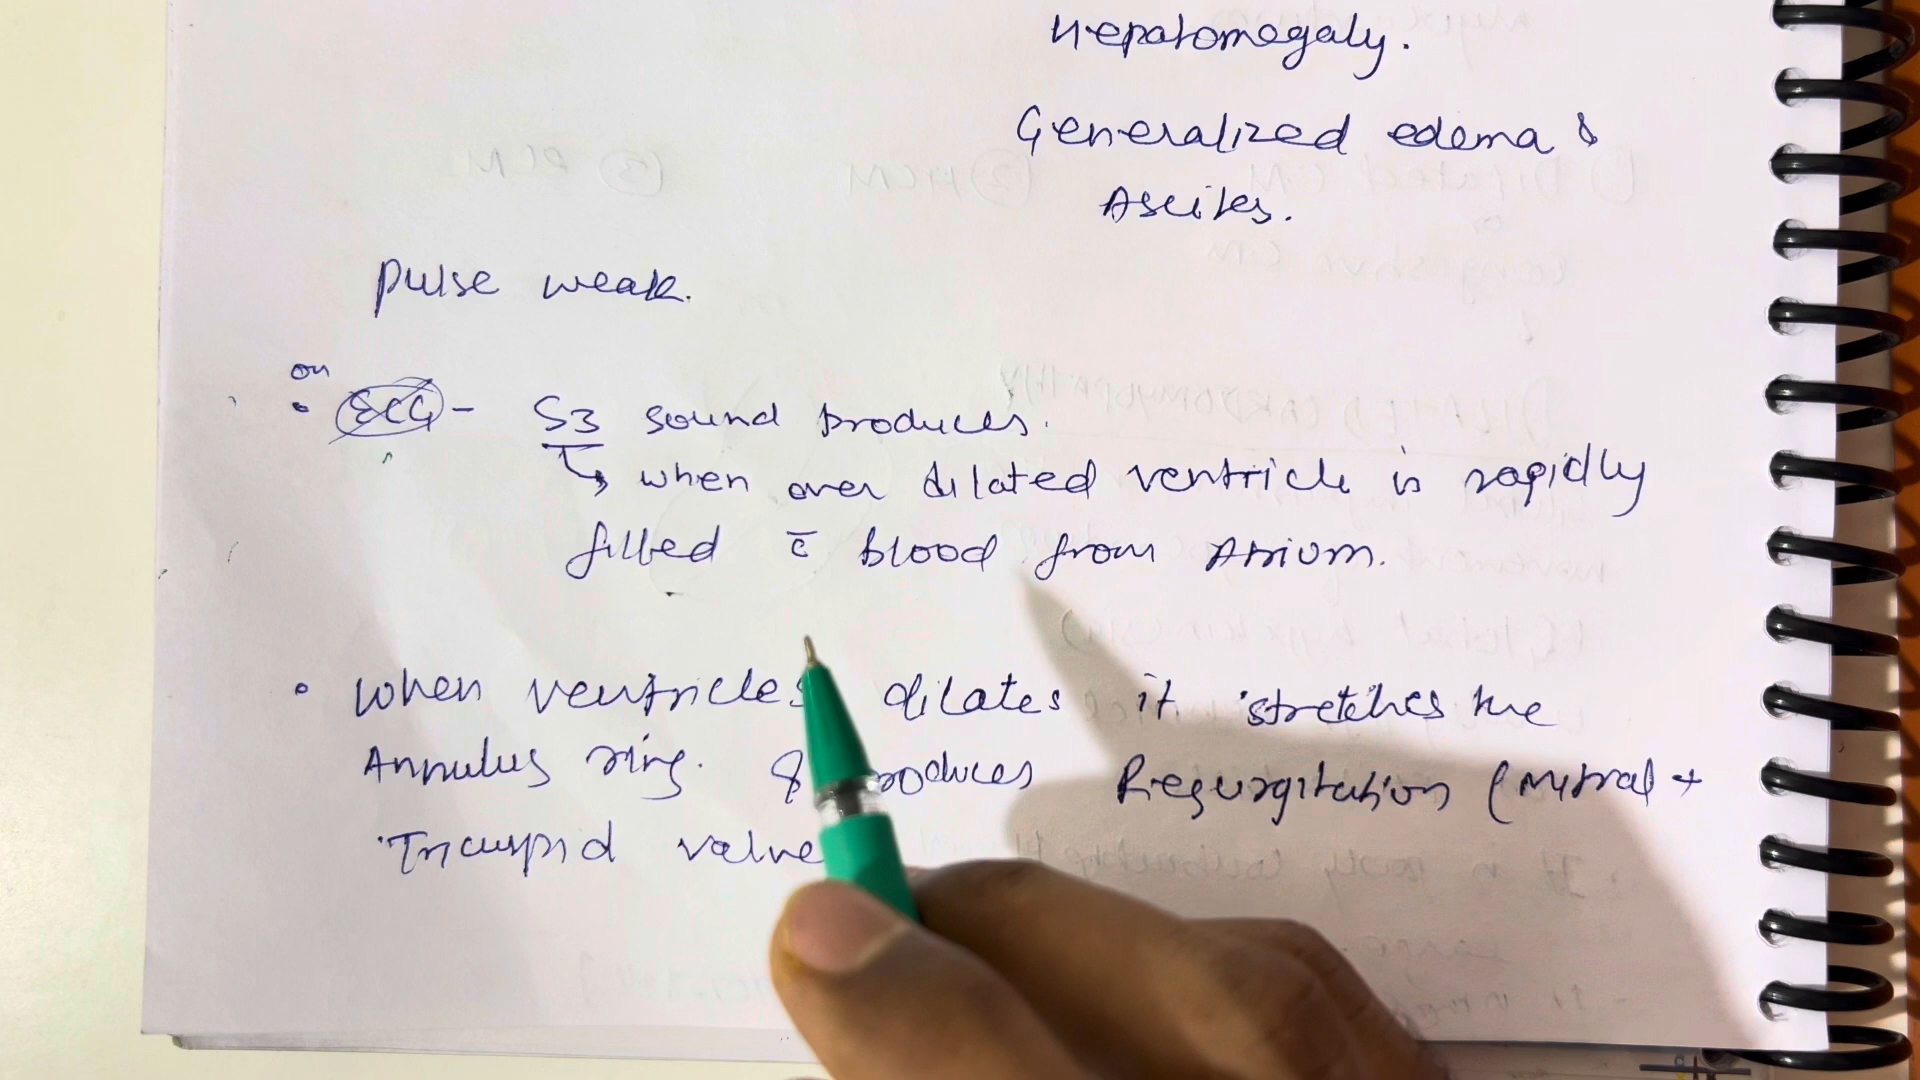 Hepatomegaly.
Generalized edema &
Ascites.
Pulse weak.
on
• ECG - S3 sound produces.
↳ when over dilated ventricle is rapidly
filled c̄ blood from Atrium.
• When ventricles dilates it stretches the
Annulus ring. & produces Regurgitation (Mitral +
Tricuspid valve